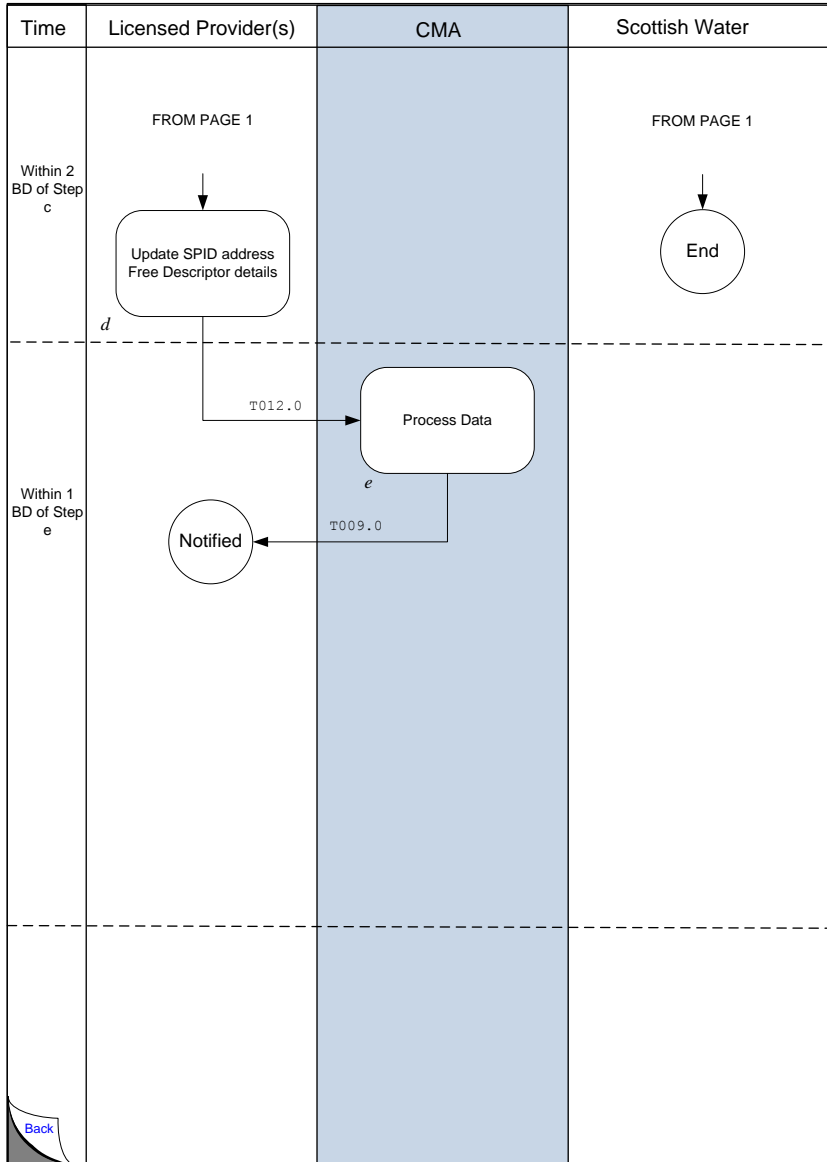 Time
Licensed Provider(s)
CMA
Scottish Water
FROM PAGE 1
FROM PAGE 1
Within 2
BD of Step
c
Update SPID address
Free Descriptor details
End
d
T012.0
Process Data
e
Within 1
BD of Step
e
T009.0
Notified
Back